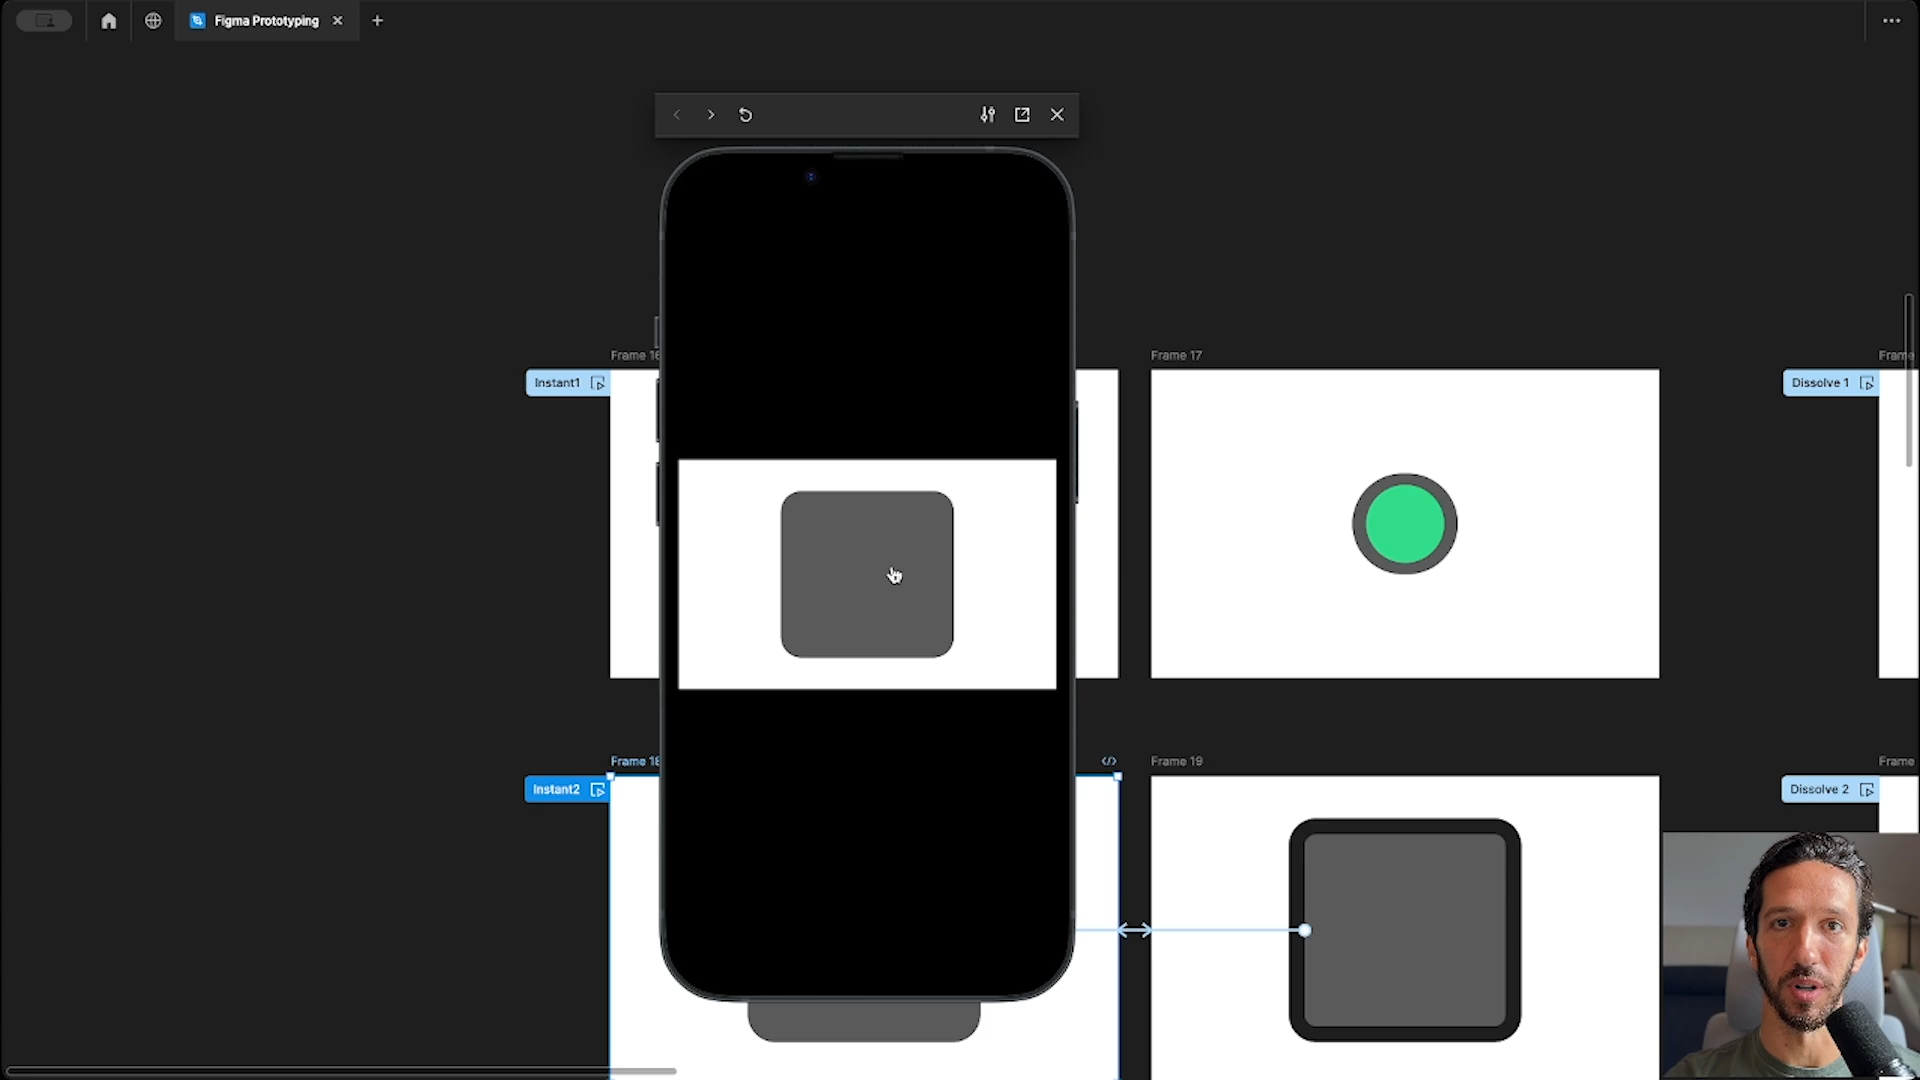 Figma Prototyping
Frame 16
Frame 17
Frame
Instant1
Dissolve 1
Frame 18
Frame 19
Frame
Instant2
Dissolve 2